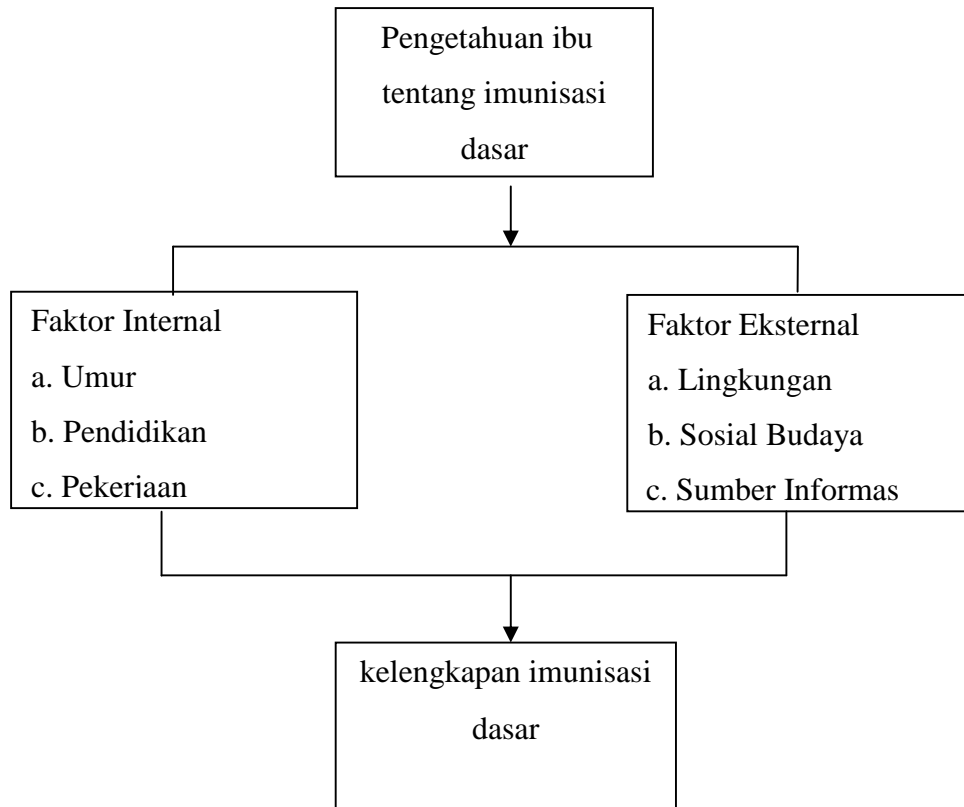 Pengetahuan ibu
tentang imunisasi
dasar
Faktor Internal
a. Umur
b. Pendidikan
c. Pekerjaan
Faktor Eksternal
a. Lingkungan
b. Sosial Budaya
c. Sumber Informas
kelengkapan imunisasi
dasar